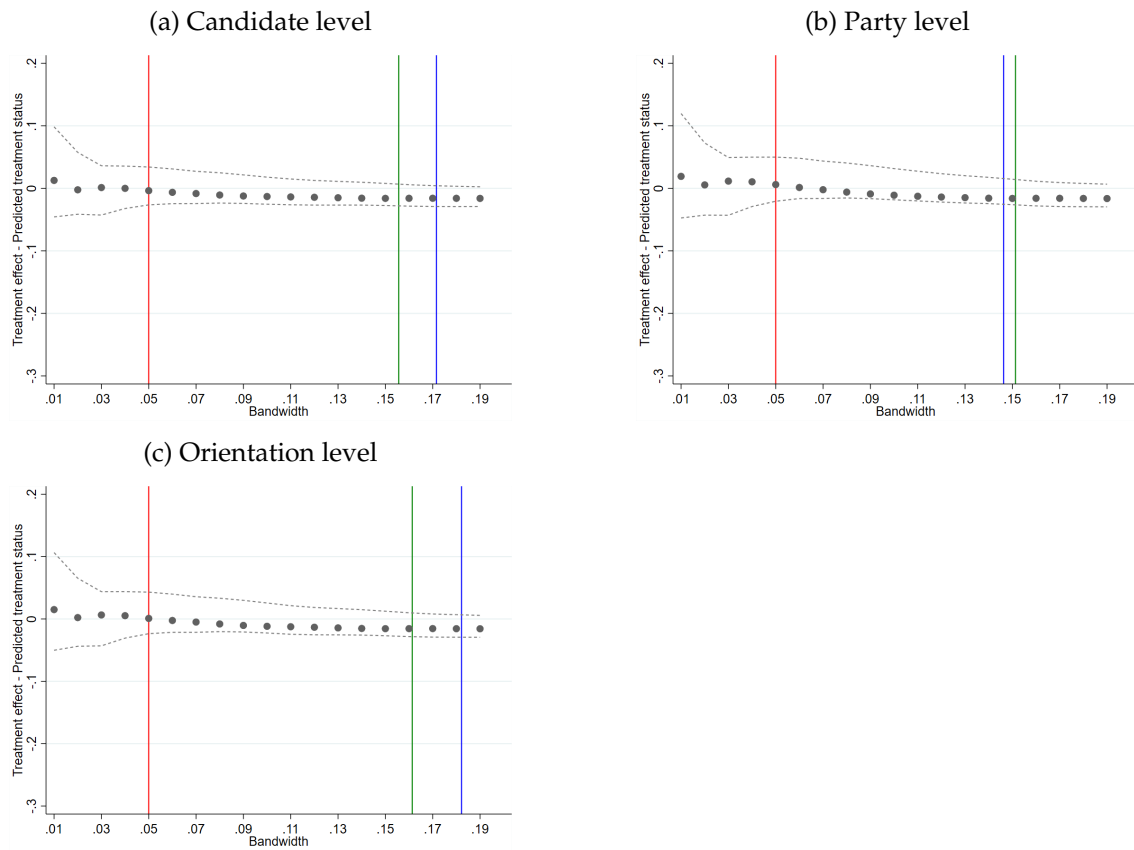 (a) Candidate level
Treatment effect - Predicted treatment status
.2
.1
0
-.1
-.2
-.3
.01 .03 .05 .07 .09 .11 .13 .15 .17 .19
Bandwidth
(b) Party level
Treatment effect - Predicted treatment status
.2
.1
0
-.1
-.2
-.3
.01 .03 .05 .07 .09 .11 .13 .15 .17 .19
Bandwidth
(c) Orientation level
Treatment effect - Predicted treatment status
.2
.1
0
-.1
-.2
-.3
.01 .03 .05 .07 .09 .11 .13 .15 .17 .19
Bandwidth